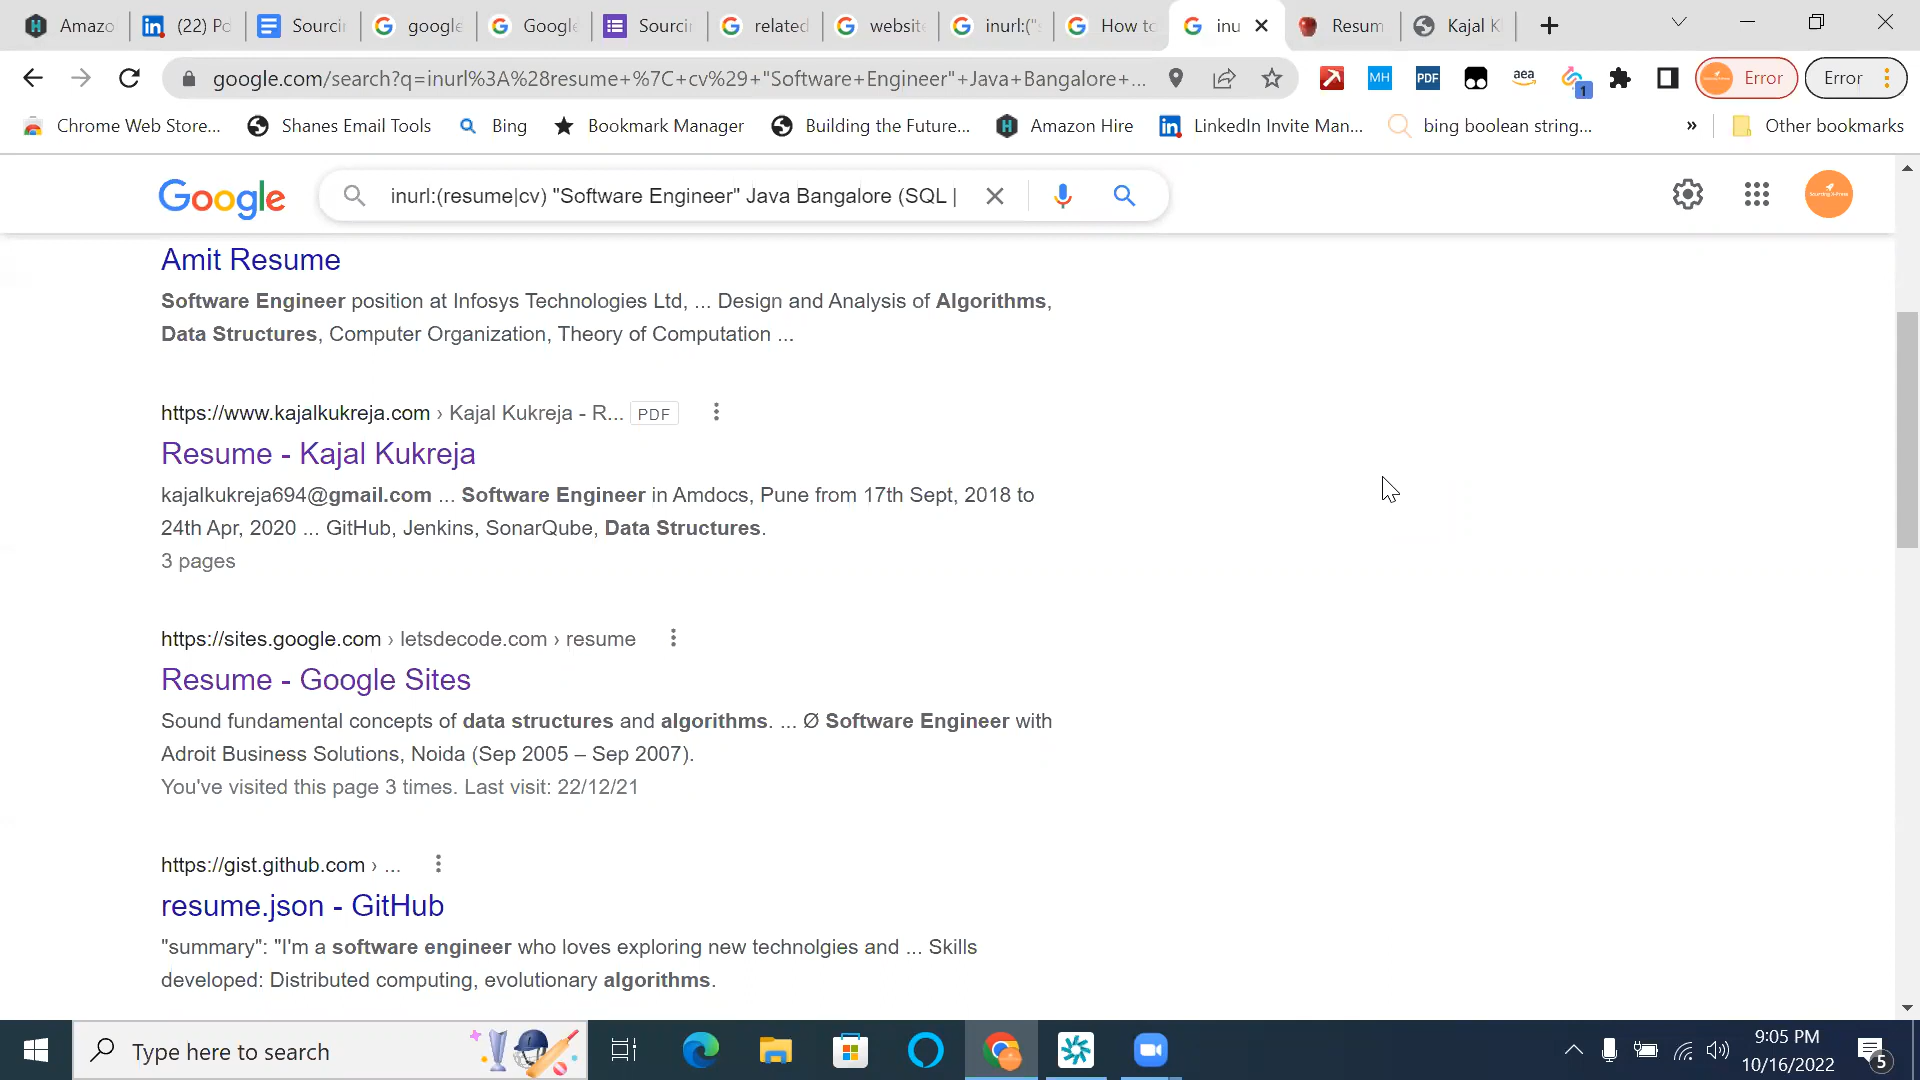 Amazo
(22) Po
Sourcin
google
Google
Sourcin
related
website
inurl:("s
How to
inu
Resum
Kajal K
google.com/search?q=inurl%3A%28resume+%7C+cv%29+"Software+Engineer"+Java+Bangalore+...
MH
PDF
aea
1
Error
Error
Chrome Web Store...
Shanes Email Tools
Bing
Bookmark Manager
Building the Future...
Amazon Hire
LinkedIn Invite Man...
bing boolean string...
»
Other bookmarks
Google
inurl:(resume|cv) "Software Engineer" Java Bangalore (SQL |
Amit Resume
Software Engineer position at Infosys Technologies Ltd, ... Design and Analysis of Algorithms,
Data Structures, Computer Organization, Theory of Computation ...
https://www.kajalkukreja.com › Kajal Kukreja - R... PDF
Resume - Kajal Kukreja
kajalkukreja694@gmail.com ... Software Engineer in Amdocs, Pune from 17th Sept, 2018 to
24th Apr, 2020 ... GitHub, Jenkins, SonarQube, Data Structures.
3 pages
https://sites.google.com › letsdecode.com › resume
Resume - Google Sites
Sound fundamental concepts of data structures and algorithms. ... Ø Software Engineer with
Adroit Business Solutions, Noida (Sep 2005 – Sep 2007).
You've visited this page 3 times. Last visit: 22/12/21
https://gist.github.com › ...
resume.json - GitHub
"summary": "I'm a software engineer who loves exploring new technolgies and ... Skills
developed: Distributed computing, evolutionary algorithms.
Type here to search
9:05 PM
10/16/2022
5